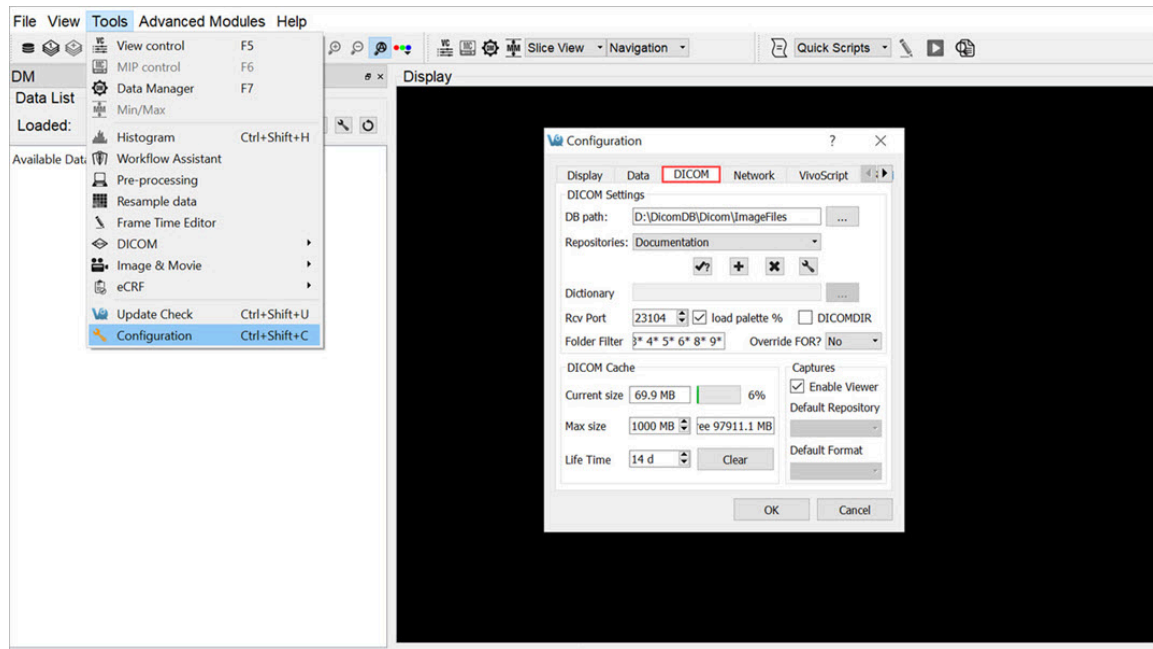 File View Tools Advanced Modules Help
View control F5
MIP control F6
Data Manager F7
Min/Max
Histogram Ctrl+Shift+H
Workflow Assistant
Pre-processing
Resample data
Frame Time Editor
DICOM
Image & Movie
eCRF
Update Check Ctrl+Shift+U
Configuration Ctrl+Shift+C
Slice View Navigation Quick Scripts
DM
Data List
Loaded:
Available Data
Display
Configuration ?
Display Data DICOM Network VivoScript
DICOM Settings
DB path: D:\DicomDB\Dicom\ImageFiles ...
Repositories: Documentation
Dictionary ...
Rcv Port 23104 load palette % DICOMDIR
Folder Filter 3* 4* 5* 6* 8* 9* Override FOR? No
DICOM Cache
Current size 69.9 MB 6%
Max size 1000 MB ree 97911.1 MB
Life Time 14 d Clear
Captures
Enable Viewer
Default Repository
Default Format
OK Cancel